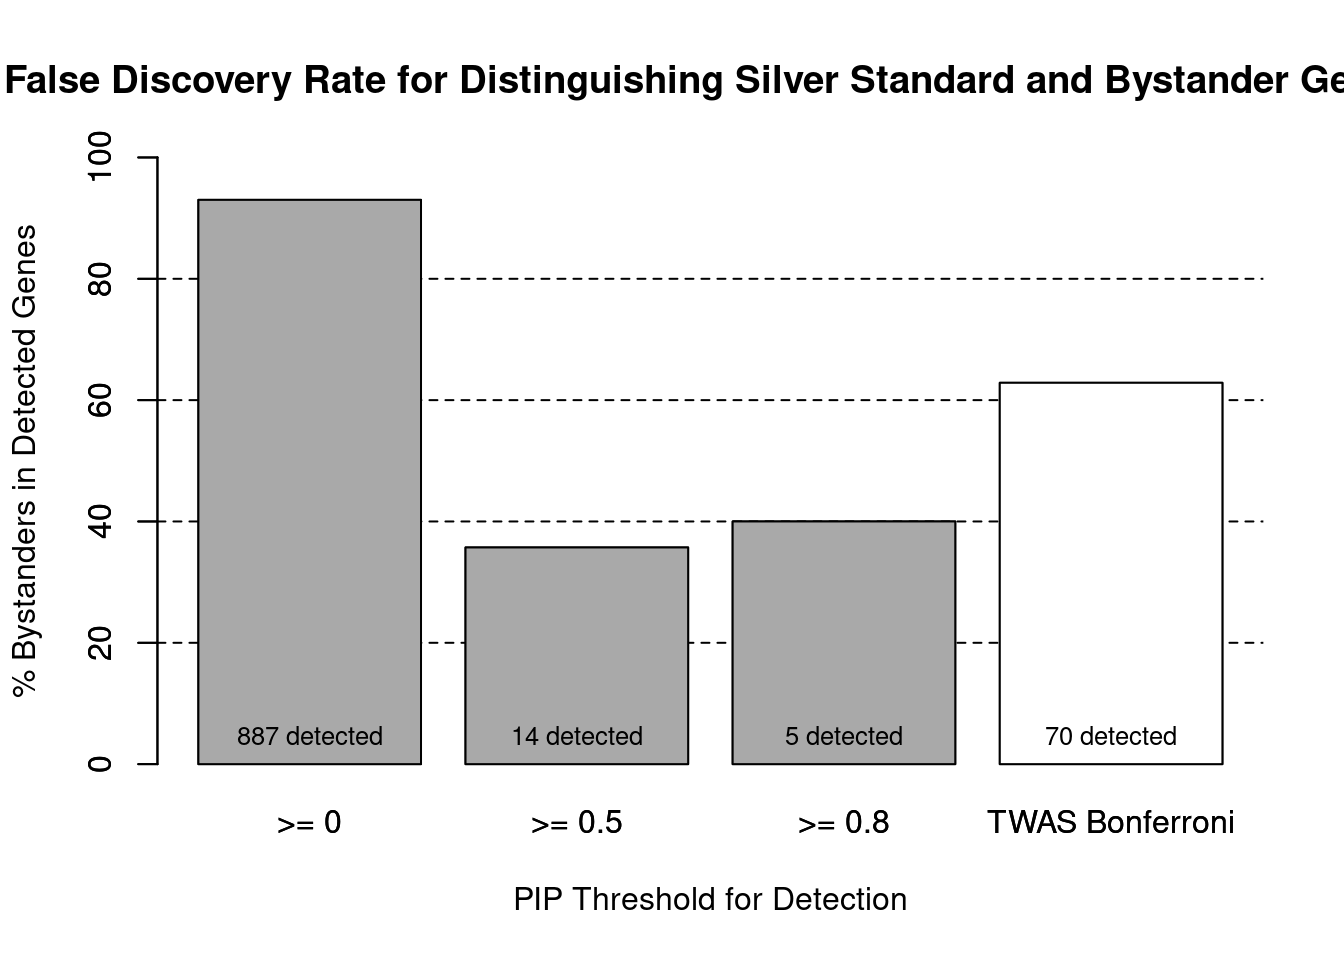 False Discovery Rate for Distinguishing Silver Standard and Bystander Ge
% Bystanders in Detected Genes
100
80
60
40
20
0
887 detected
14 detected
5 detected
70 detected
>= 0
>= 0.5
>= 0.8
TWAS Bonferroni
PIP Threshold for Detection